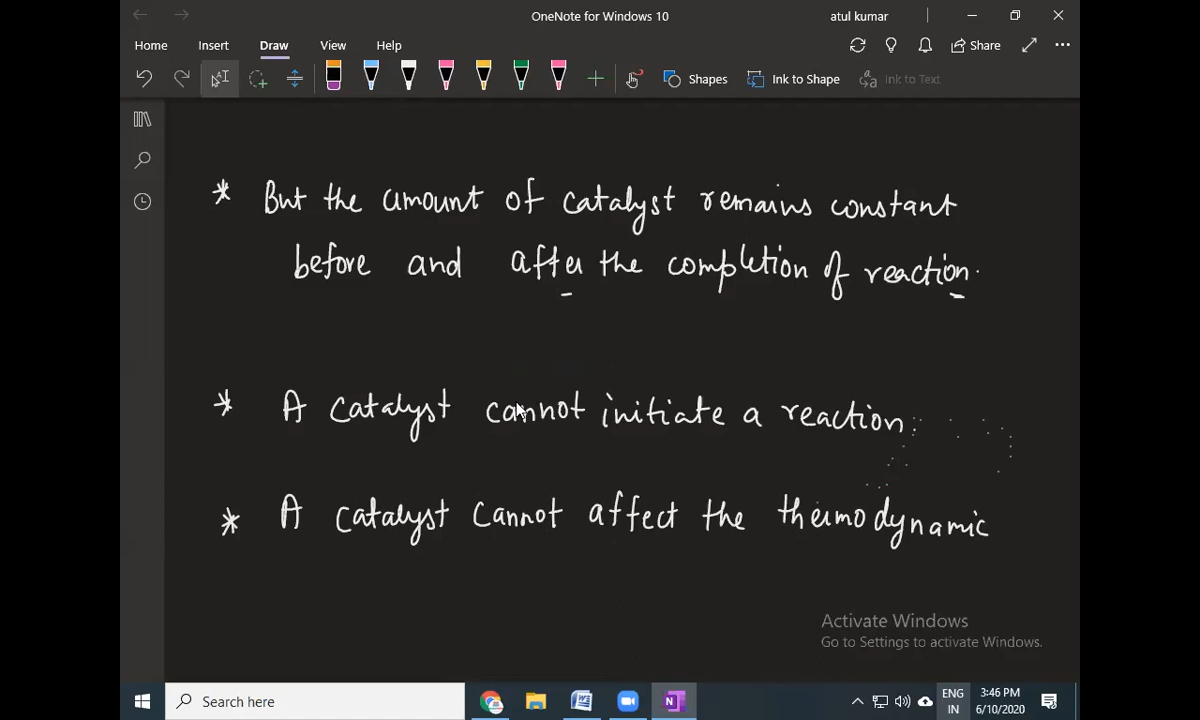 OneNote for Windows 10
atul kumar
Home Insert Draw View Help
Share
Shapes Ink to Shape Ink to Text
* But the amount of catalyst remains constant
before and after the completion of reaction.
* A catalyst cannot initiate a reaction.
* A catalyst cannot affect the thermodynamic
Activate Windows
Go to Settings to activate Windows.
Search here
ENG
IN
3:46 PM
6/10/2020